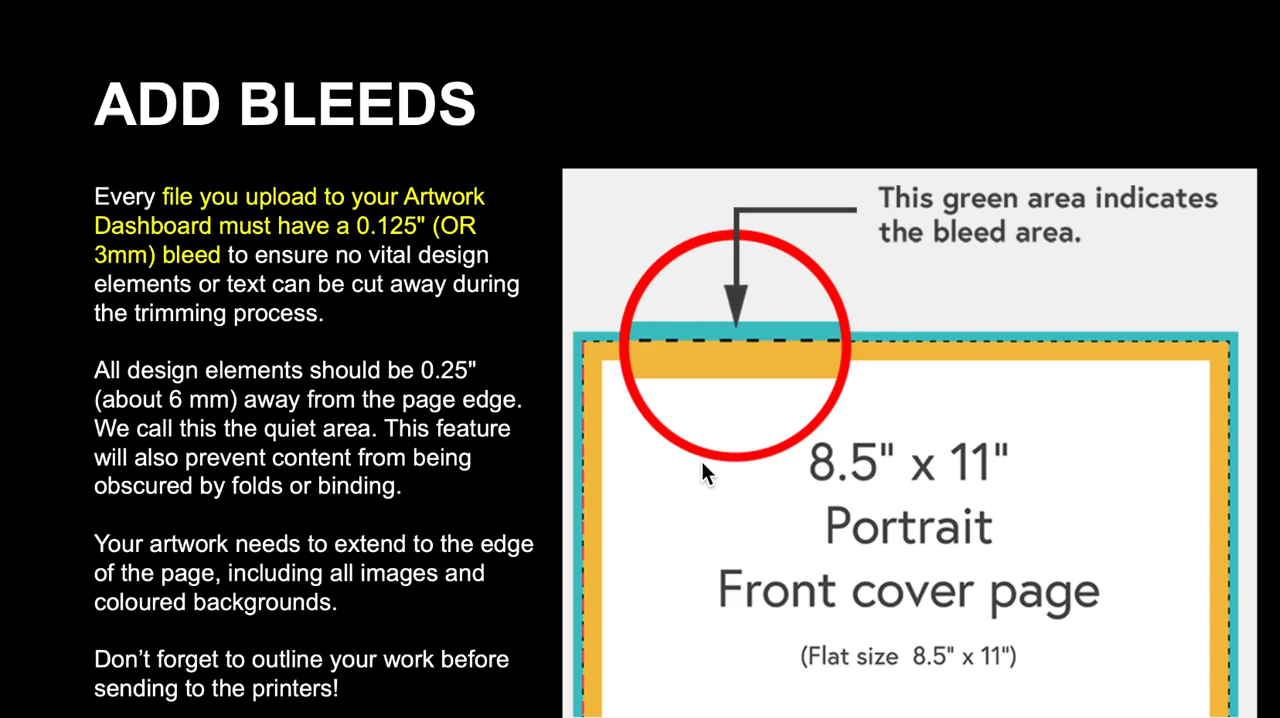 ADD BLEEDS
Every file you upload to your Artwork
Dashboard must have a 0.125" (OR
3mm) bleed to ensure no vital design
elements or text can be cut away during
the trimming process.
All design elements should be 0.25"
(about 6 mm) away from the page edge.
We call this the quiet area. This feature
will also prevent content from being
obscured by folds or binding.
Your artwork needs to extend to the edge
of the page, including all images and
coloured backgrounds.
Don’t forget to outline your work before
sending to the printers!
This green area indicates
the bleed area.
8.5" x 11"
Portrait
Front cover page
(Flat size 8.5" x 11")